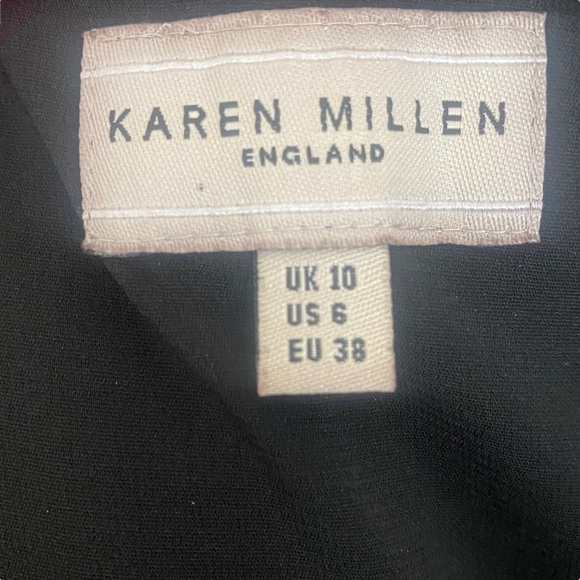 KAREN MILLEN
ENGLAND
UK 10
US 6
EU 38